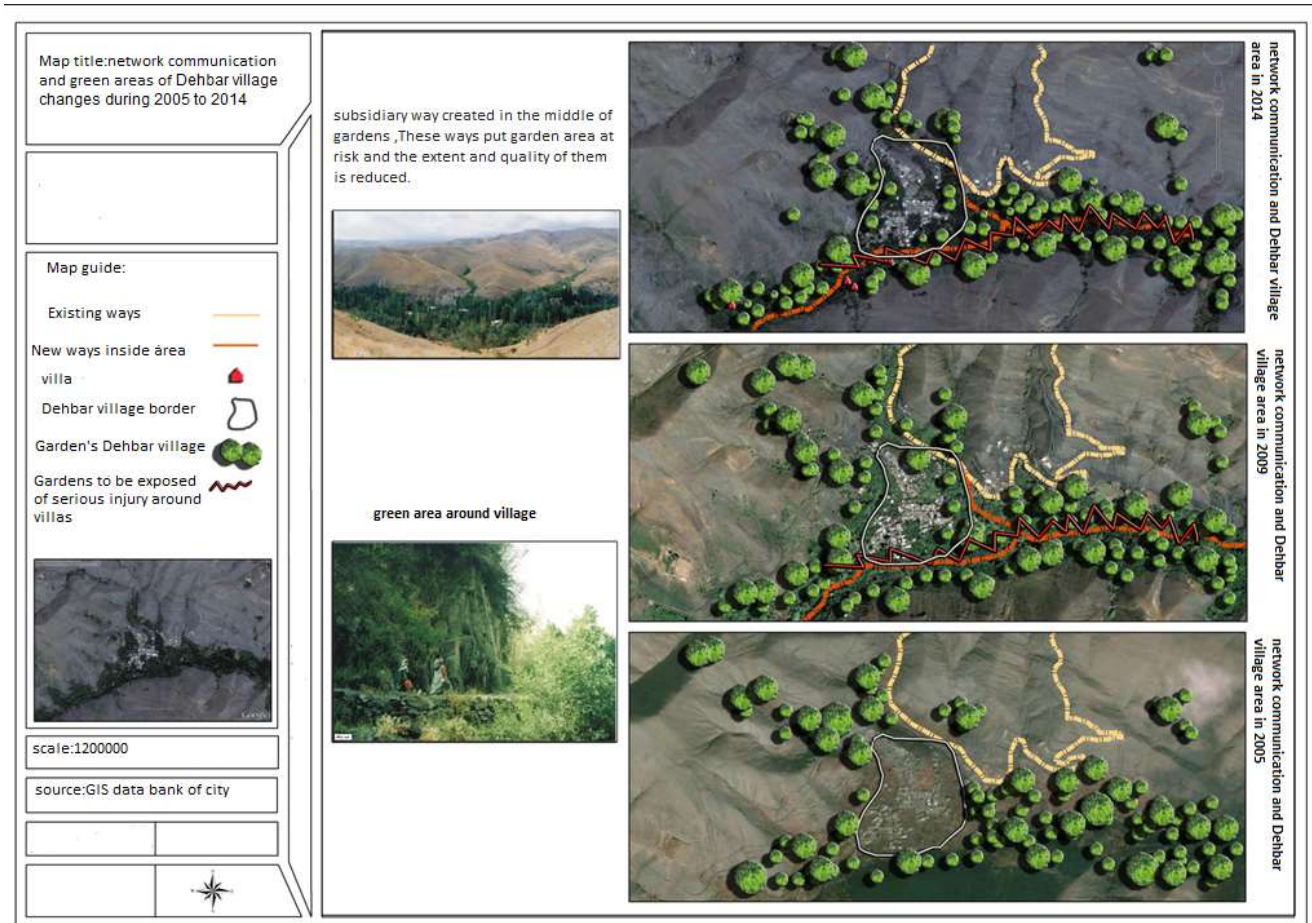 Map title:network communication
and green areas of Dehbar village
changes during 2005 to 2014
Map guide:
Existing ways
New ways inside área
villa
Dehbar village border
Garden's Dehbar village
Gardens to be exposed
of serious injury around
villas
Google
scale:1200000
source:GIS data bank of city
subsidiary way created in the middle of
gardens ,These ways put garden area at
risk and the extent and quality of them
is reduced.
green area around village
network communication and Dehbar village
area in 2014
network communication and Dehbar
village area in 2009
network communication and Dehbar
village area in 2005